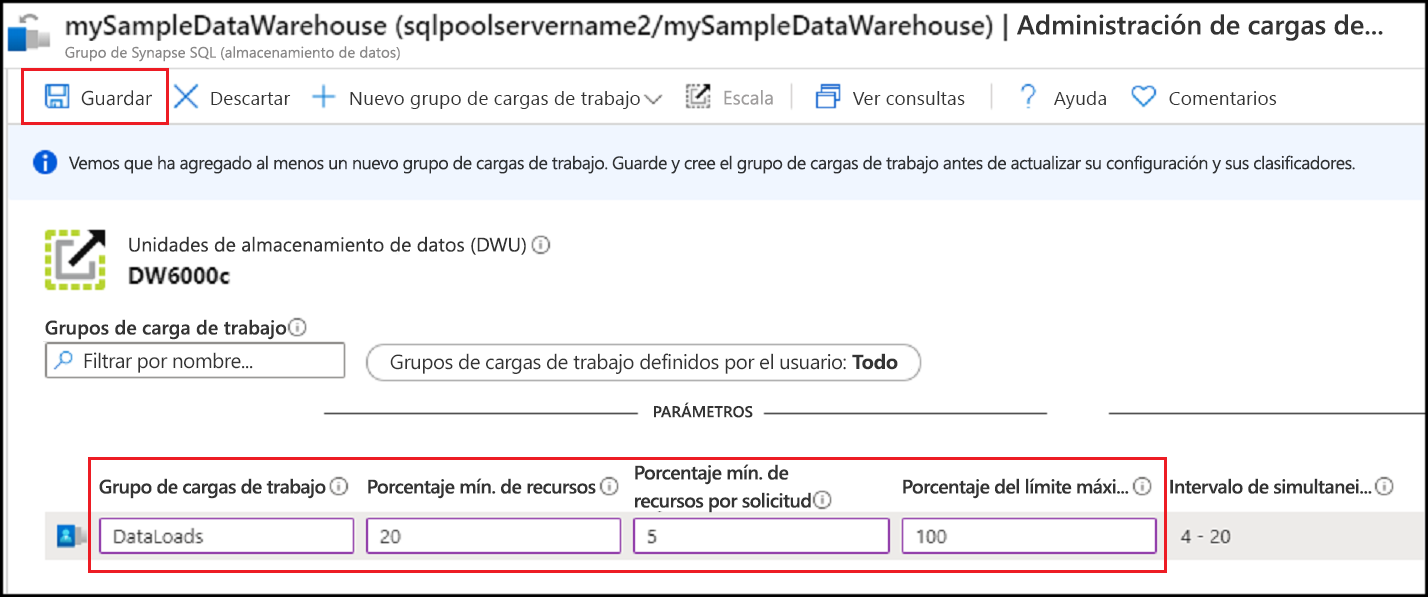 mySampleDataWarehouse (sqlpoolservername2/mySampleDataWarehouse) | Administración de cargas de...
Grupo de Synapse SQL (almacenamiento de datos)
Guardar Descartar Nuevo grupo de cargas de trabajo Escala Ver consultas ? Ayuda Comentarios
Vemos que ha agregado al menos un nuevo grupo de cargas de trabajo. Guarde y cree el grupo de cargas de trabajo antes de actualizar su configuración y sus clasificadores.
Unidades de almacenamiento de datos (DWU)
DW6000c
Grupos de carga de trabajo
Filtrar por nombre... Grupos de cargas de trabajo definidos por el usuario: Todo
PARÁMETROS
Grupo de cargas de trabajo Porcentaje mín. de recursos Porcentaje mín. de
recursos por solicitud Porcentaje del límite máxi... Intervalo de simultanei...
DataLoads 20 5 100 4 - 20